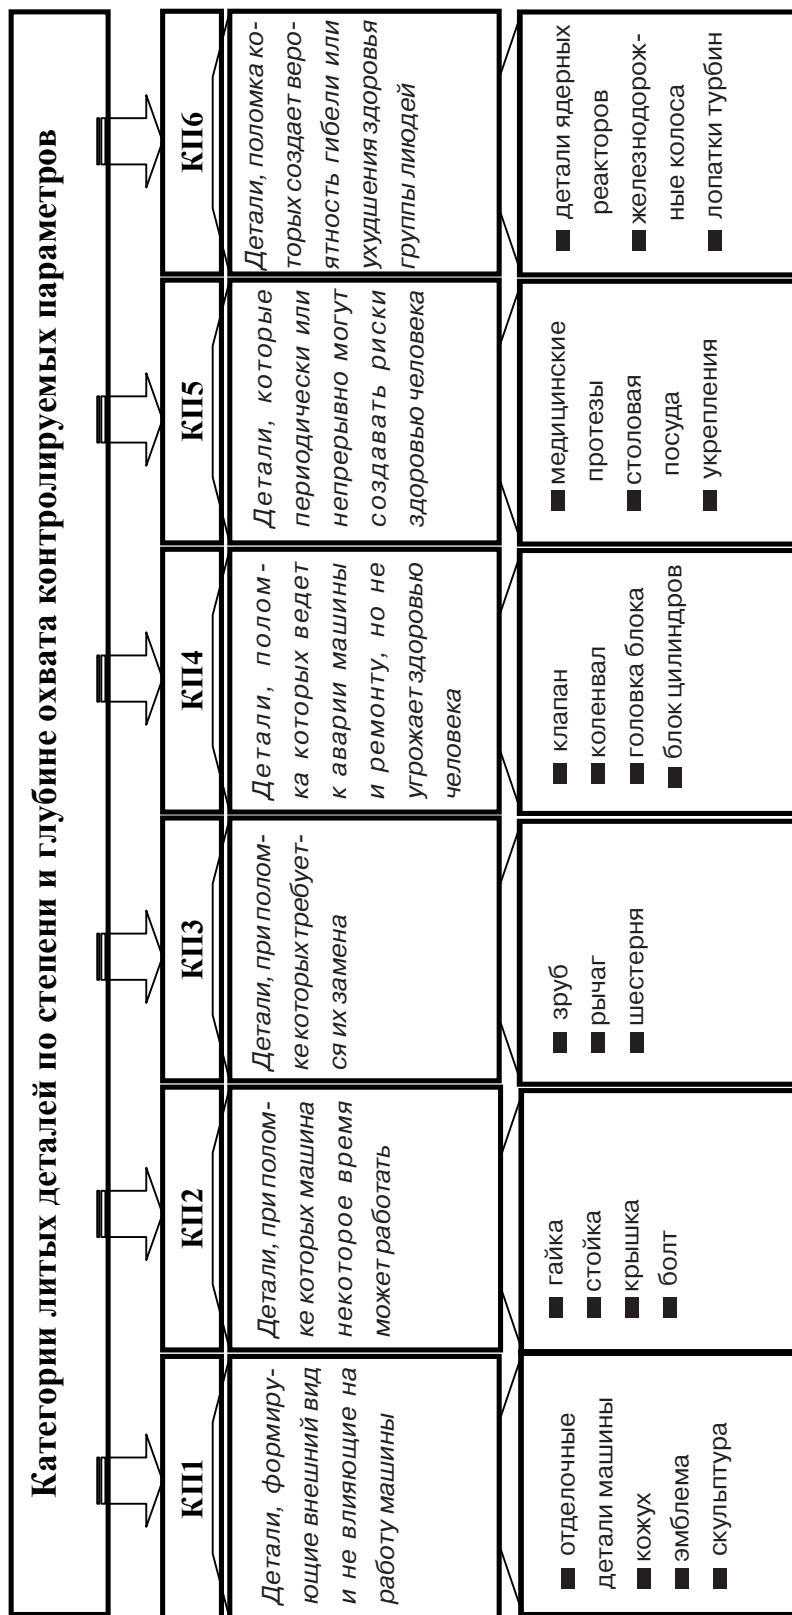 Категории литых деталей по степени и глубине охвата контролируемых параметров
КП1
Детали, формирую-
ющие внешний вид
и не влияющие на
работу машины
отделочные
детали машины
кожух
эмблема
скульптура
КП2
Детали, при полом-
ке которых машина
некоторое время
может работать
гайка
стойка
крышка
болт
КП3
Детали, при полом-
ке которых требует-
ся их замена
зруб
рычаг
шестерня
КП4
Детали, полом-
ка которых ведет
к аварии машины
и ремонту, но не
угрожает здоровью
человека
клапан
коленвал
головка блока
блок цилиндров
КП5
Детали, которые
периодически или
непрерывно могут
создавать риски
здоровью человека
медицинские
протезы
столовая
посуда
укрепления
КП6
Детали, поломка ко-
торых создает веро-
ятность гибели или
ухудшения здоровья
группы лиюдей
детали ядерных
реакторов
железнодорож-
ные колоса
лопатки турбин